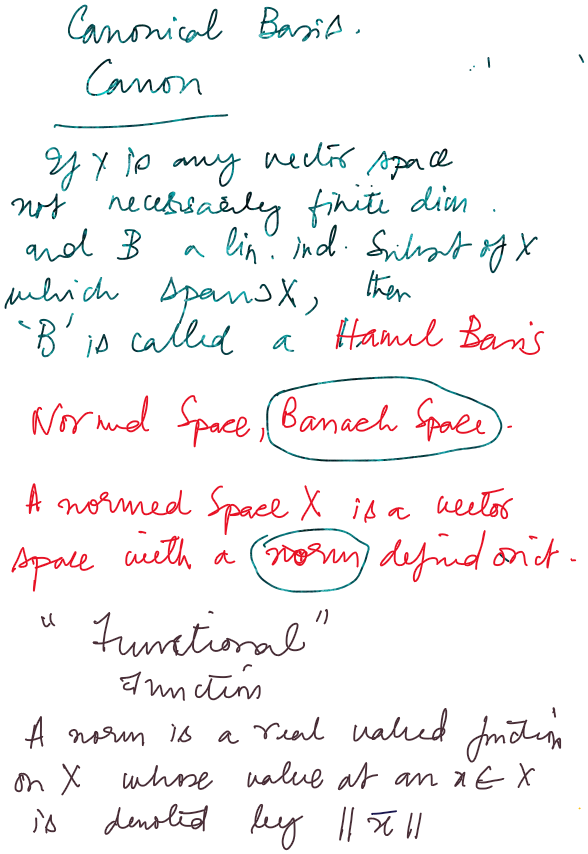 Canonical Basis.
Canon
If X is any vector space
not necessarily finite dim.
and B a lin. ind. Subset of X
which spans X, then
'B' is called a Hamel Basis
Normed Space, Banach Space.
A normed Space X is a vector
space with a norm defined on it.
"Functional"
Function
A norm is a real valued function
on X whose value at an x ∈ X
is denoted by ||x̄||